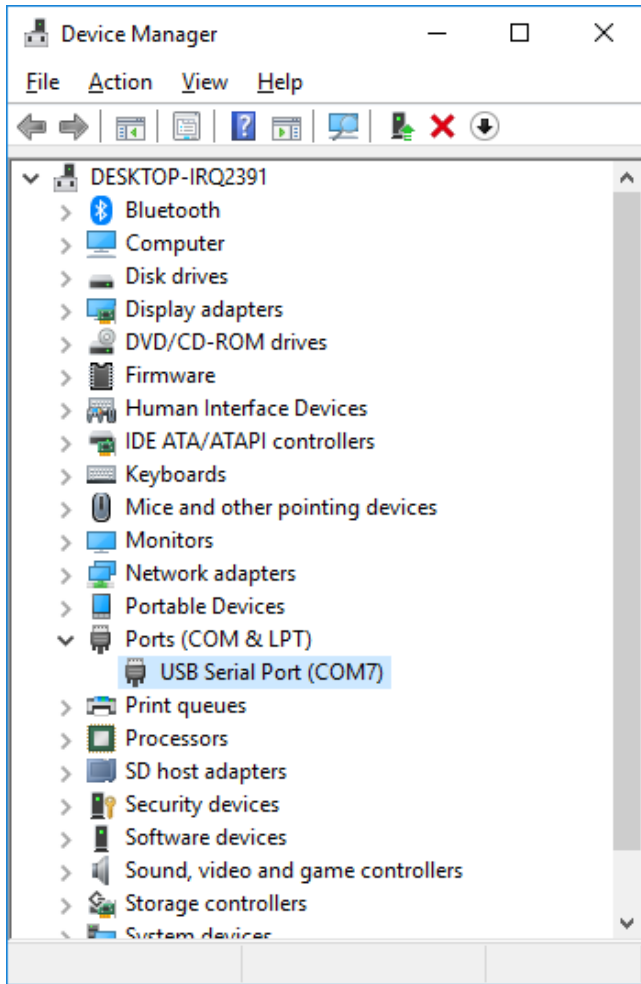 Device Manager
File Action View Help
DESKTOP-IRQ2391
Bluetooth
Computer
Disk drives
Display adapters
DVD/CD-ROM drives
Firmware
Human Interface Devices
IDE ATA/ATAPI controllers
Keyboards
Mice and other pointing devices
Monitors
Network adapters
Portable Devices
Ports (COM & LPT)
USB Serial Port (COM7)
Print queues
Processors
SD host adapters
Security devices
Software devices
Sound, video and game controllers
Storage controllers
System devices